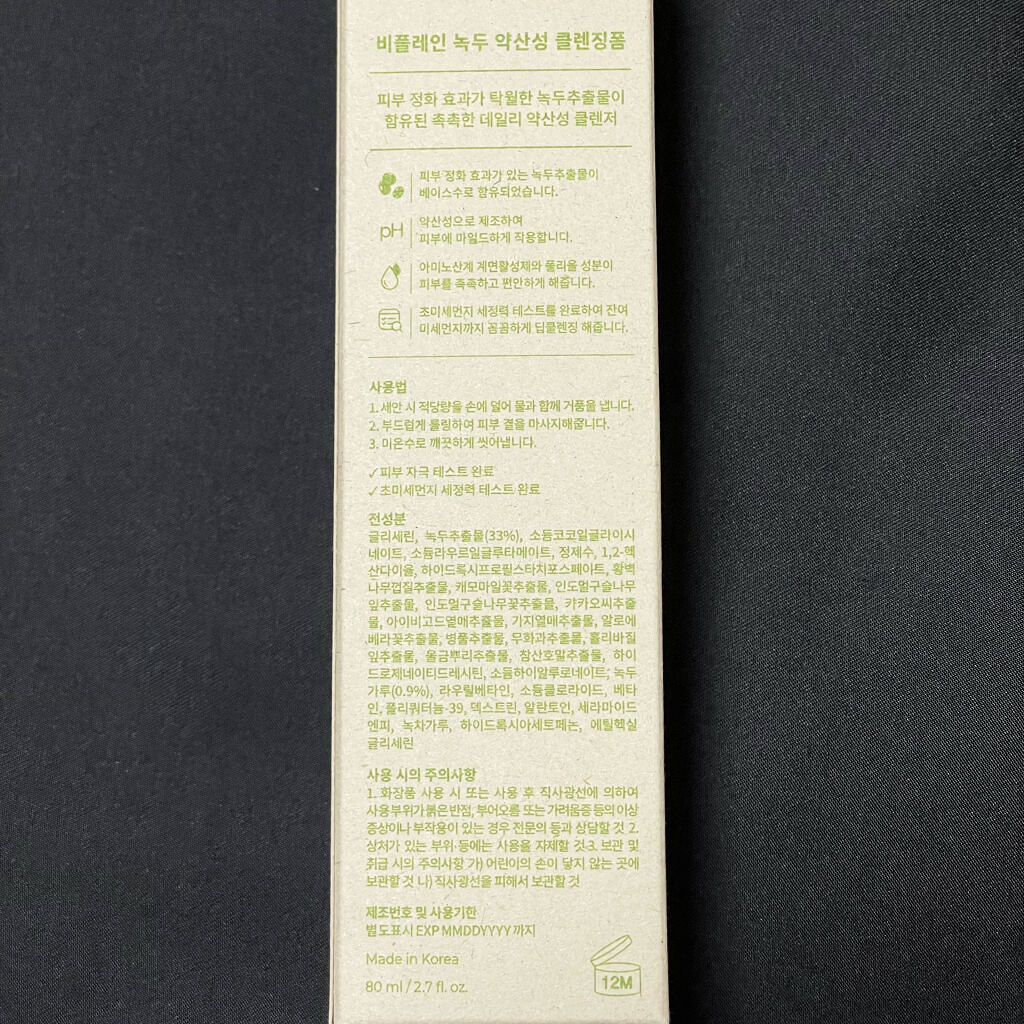 비플레인 녹두 약산성 클렌징폼
피부 정화 효과가 탁월한 녹두추출물이
함유된 촉촉한 데일리 약산성 클렌저
피부 정화 효과가 있는 녹두추출물이
베이스수로 함유되었습니다.
pH
약산성으로 제조하여
피부에 마일드하게 작용합니다.
아미노산계 계면활성제와 폴리올 성분이
피부를 촉촉하고 편안하게 해줍니다.
초미세먼지 세정력 테스트를 완료하여 잔여
미세먼지까지 꼼꼼하게 딥클렌징 해줍니다.
사용법
1. 세안 시 적당량을 손에 덜어 물과 함께 거품을 냅니다.
2. 부드럽게 롤링하여 피부 결을 마사지해줍니다.
3. 미온수로 깨끗하게 씻어냅니다.
✓피부 자극 테스트 완료
✓초미세먼지 세정력 테스트 완료
전성분
글리세린, 녹두추출물(33%), 소듐코코일글라이시
네이트, 소듐라우로일글루타메이트, 정제수, 1,2-헥
산다이올, 하이드록시프로필스타치포스페이트, 황벽
나무껍질추출물, 캐모마일꽃추출물, 인도멀구슬나무
잎추출물, 인도멀구슬나무꽃추출물, 카카오씨추출
물, 아이비고드열매추출물, 가지열매추출물, 알로에
베라꽃추출물, 병풀추출물, 무화과추출물, 홀리바질
잎추출물, 울금뿌리추출물, 참산호말추출물, 하이
드로제네이티드레시틴, 소듐하이알루로네이트, 녹두
가루(0.9%), 라우릴베타인, 소듐클로라이드, 베타
인, 폴리쿼터늄-39, 덱스트린, 알란토인, 세라마이드
엔피, 녹차가루, 하이드록시아세토페논, 에틸헥실
글리세린
사용 시의 주의사항
1. 화장품 사용 시 또는 사용 후 직사광선에 의하여
사용부위가 붉은 반점, 부어오름 또는 가려움증 등의 이상
증상이나 부작용이 있는 경우 전문의 등과 상담할 것 2.
상처가 있는 부위 등에는 사용을 자제할 것 3. 보관 및
취급 시의 주의사항 가) 어린이의 손이 닿지 않는 곳에
보관할 것 나) 직사광선을 피해서 보관할 것
제조번호 및 사용기한
별도표시 EXP MMDDYYYY 까지
Made in Korea
80 ml / 2.7 fl. oz.
12M